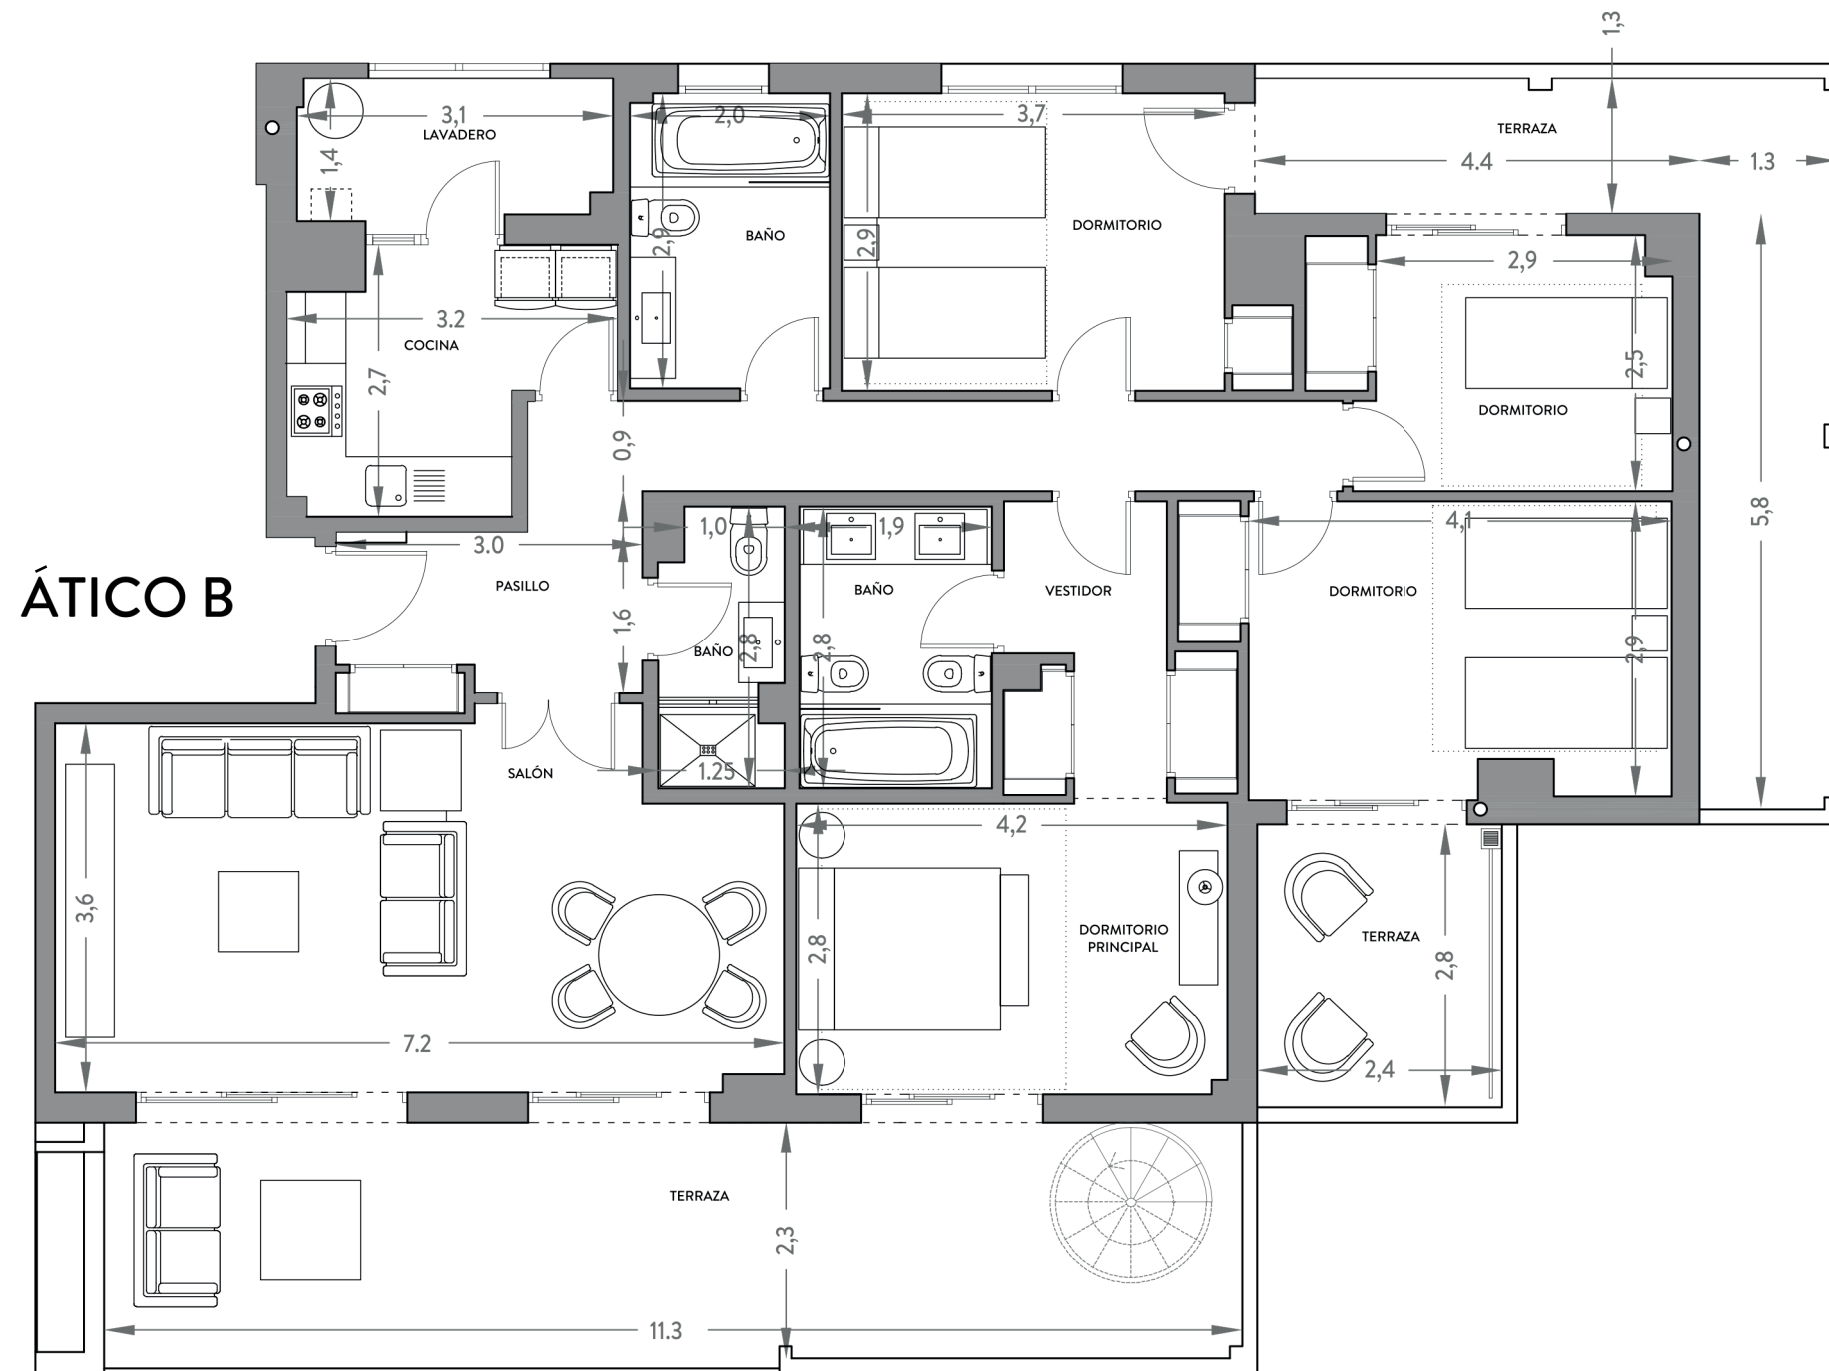 1,3
3,1
LAVADERO
1,4
2,0
2,9
BAÑO
3,7
2,9
DORMITORIO
TERRAZA
4.4
1.3
2,9
2,5
DORMITORIO
3.2
COCINA
2,7
0,9
5,8
ÁTICO B
3.0
PASILLO
1,6
1,0
BAÑO
2,8
1.25
1,9
BAÑO
2,8
VESTIDOR
4,1
DORMITORIO
2,9
SALÓN
3,6
7.2
4,2
2,8
DORMITORIO
PRINCIPAL
TERRAZA
2,8
2,4
TERRAZA
2,3
11.3